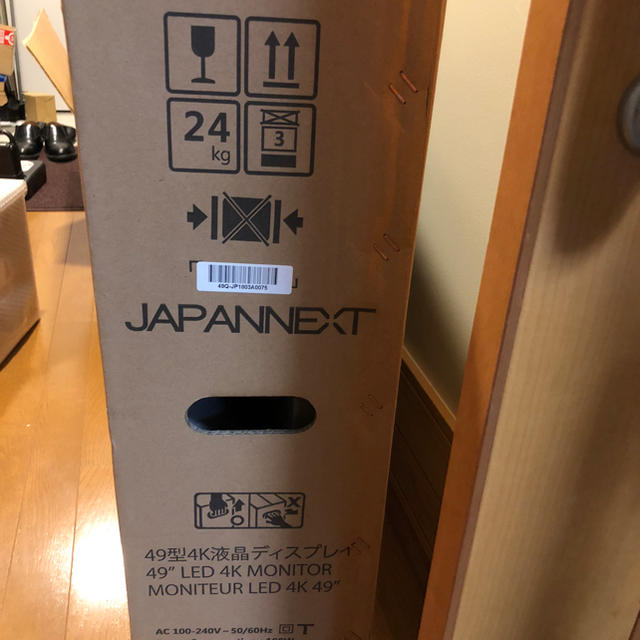 24
kg
3
49Q-JP1803A0075
JAPANNEXT
49型4K液晶ディスプレイ
49" LED 4K MONITOR
MONITEUR LED 4K 49"
AC 100-240V~50/60Hz